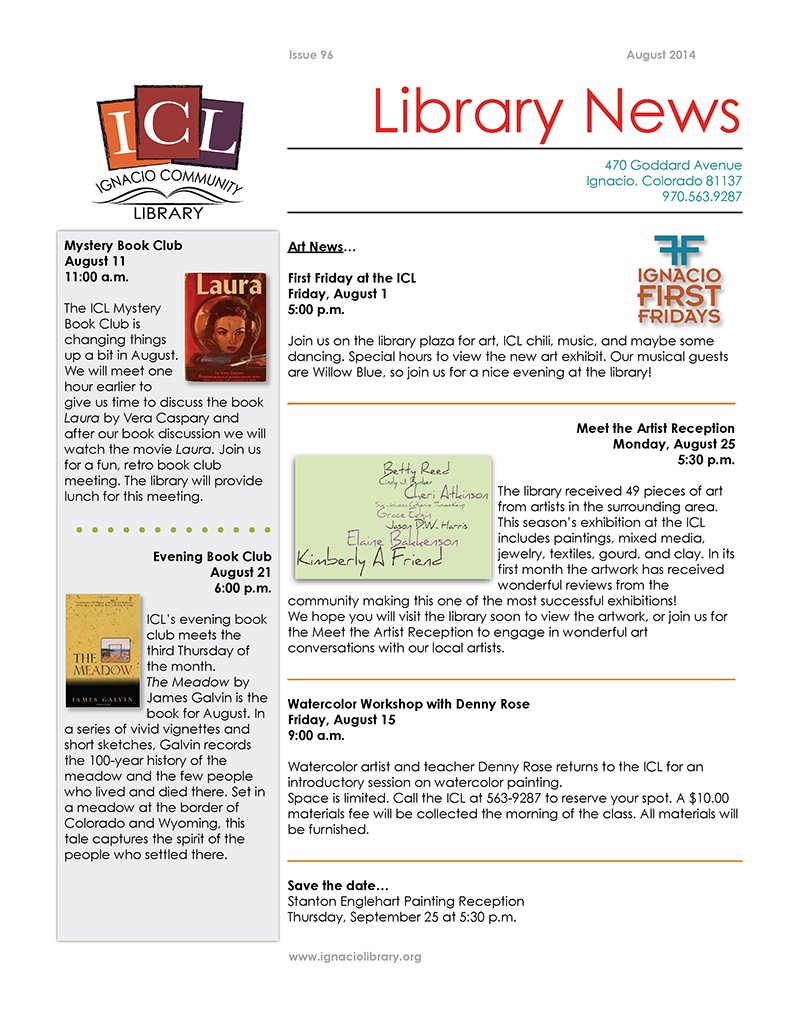 Issue 96
August 2014
ICL
IGNACIO COMMUNITY
LIBRARY
Library News
470 Goddard Avenue
Ignacio, Colorado 81137
970.563.9287
Mystery Book Club
August 11
11:00 a.m.
Laura
by Vera Caspary
The ICL Mystery
Book Club is
changing things
up a bit in August.
We will meet one
hour earlier to
give us time to discuss the book
Laura by Vera Caspary and
after our book discussion we will
watch the movie Laura. Join us
for a fun, retro book club
meeting. The library will provide
lunch for this meeting.
Evening Book Club
August 21
6:00 p.m.
THE
MEADOW
JAMES GALVIN
ICL’s evening book
club meets the
third Thursday of
the month.
The Meadow by
James Galvin is the
book for August. In
a series of vivid vignettes and
short sketches, Galvin records
the 100-year history of the
meadow and the few people
who lived and died there. Set in
a meadow at the border of
Colorado and Wyoming, this
tale captures the spirit of the
people who settled there.
Art News…
First Friday at the ICL
Friday, August 1
5:00 p.m.
FF
IGNACIO
FIRST
FRIDAYS
Join us on the library plaza for art, ICL chili, music, and maybe some
dancing. Special hours to view the new art exhibit. Our musical guests
are Willow Blue, so join us for a nice evening at the library!
Meet the Artist Reception
Monday, August 25
5:30 p.m.
Betty Reed
Cindy J.
Cheri Atkinson
Grace Edgin
Jason D.W. Harris
Elaine Bakkenson
Kimberly A Friend
The library received 49 pieces of art
from artists in the surrounding area.
This season’s exhibition at the ICL
includes paintings, mixed media,
jewelry, textiles, gourd, and clay. In its
first month the artwork has received
wonderful reviews from the
community making this one of the most successful exhibitions!
We hope you will visit the library soon to view the artwork, or join us for
the Meet the Artist Reception to engage in wonderful art
conversations with our local artists.
Watercolor Workshop with Denny Rose
Friday, August 15
9:00 a.m.
Watercolor artist and teacher Denny Rose returns to the ICL for an
introductory session on watercolor painting.
Space is limited. Call the ICL at 563-9287 to reserve your spot. A $10.00
materials fee will be collected the morning of the class. All materials will
be furnished.
Save the date…
Stanton Englehart Painting Reception
Thursday, September 25 at 5:30 p.m.
www.ignaciolibrary.org